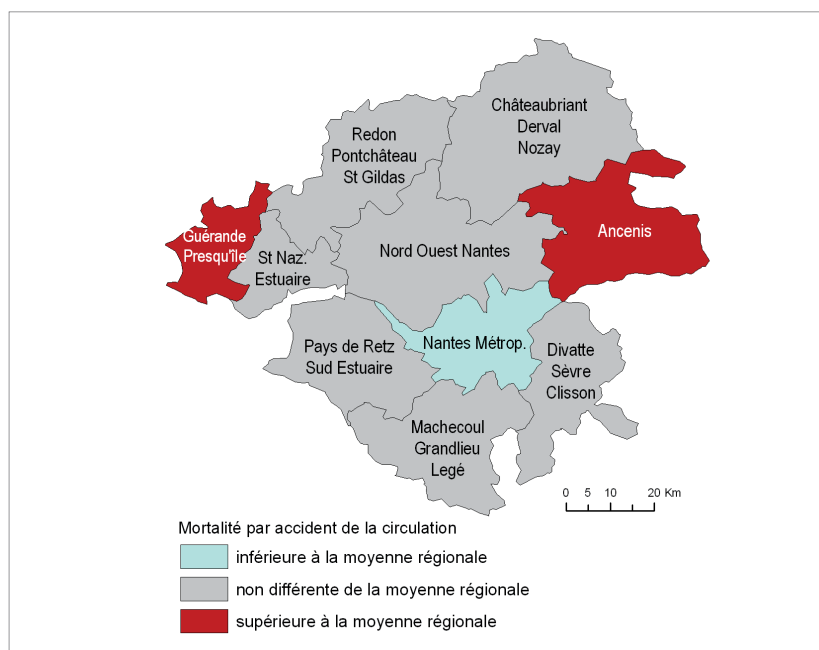 Châteaubriant
Derval
Nozay
Redon
Pontchâteau
St Gildas
Guérande
Presqu'île
St Naz.
Estuaire
Nord Ouest Nantes
Ancenis
Pays de Retz
Sud Estuaire
Nantes Métrop.
Divatte
Sèvre
Clisson
Machecoul
Grandlieu
Legé
0 5 10 20 Km
Mortalité par accident de la circulation
inférieure à la moyenne régionale
non différente de la moyenne régionale
supérieure à la moyenne régionale